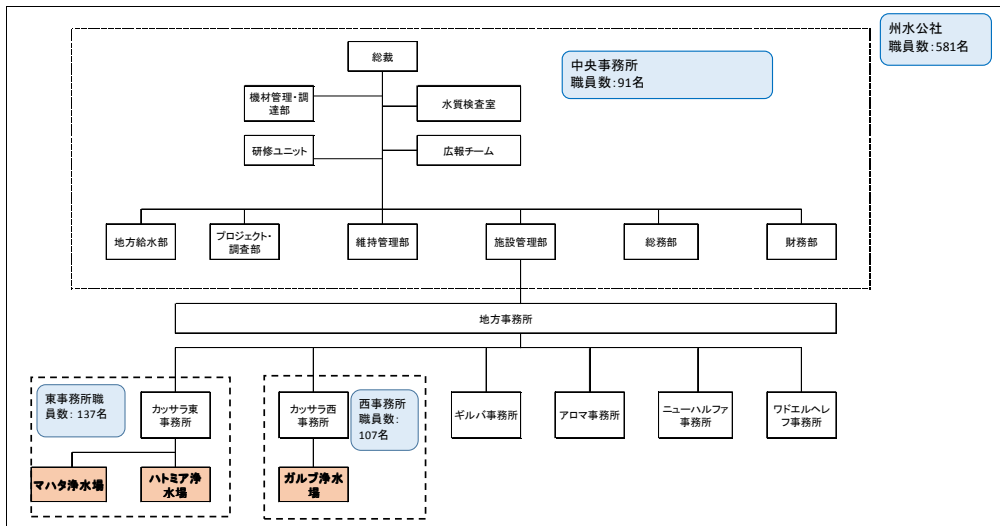 州水公社
職員数:581名
中央事務所
職員数:91名
総裁
機材管理・調
達部
水質検査室
研修ユニット
広報チーム
地方給水部
プロジェクト・
調査部
維持管理部
施設管理部
総務部
財務部
地方事務所
東事務所職
員数: 137名
カッサラ東
事務所
カッサラ西
事務所
西事務所
職員数:
107名
ギルバ事務所
アロマ事務所
ニューハルファ
事務所
ワドエルヘレ
フ事務所
マハタ浄水場
ハトミア浄
水場
ガルブ浄水
場